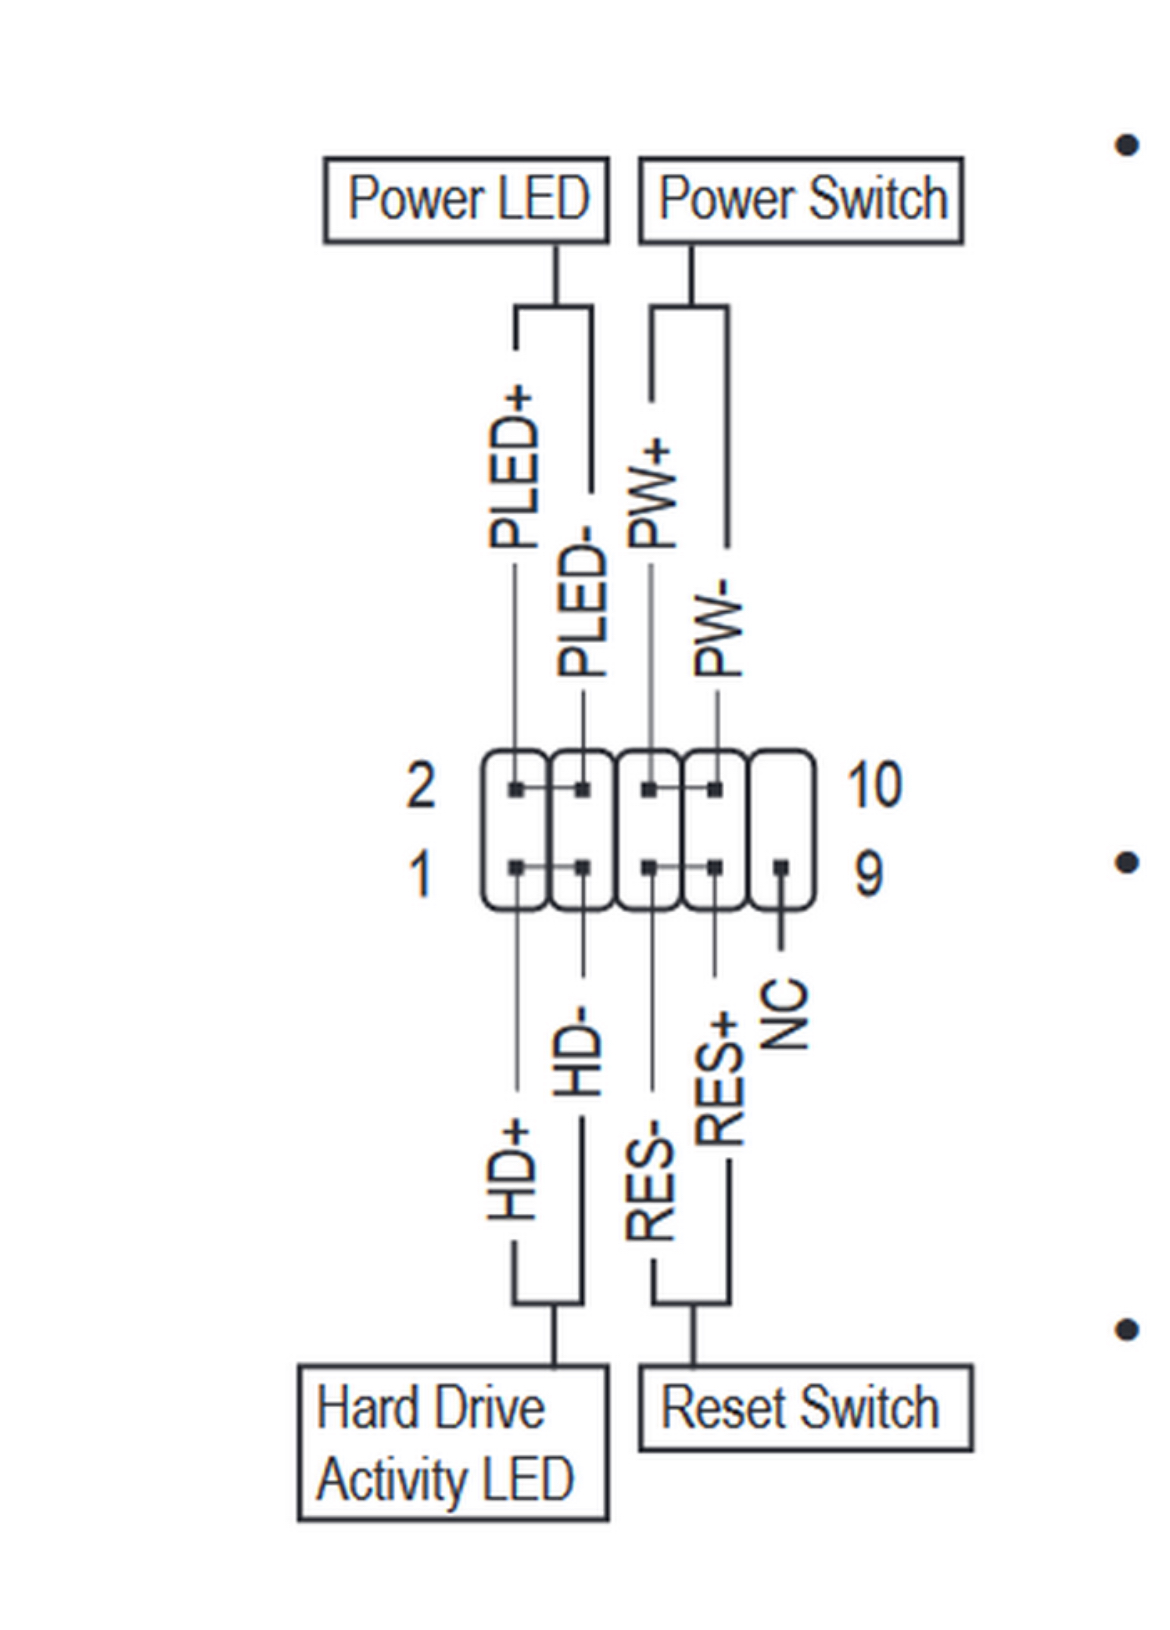 Power LED
Power Switch
PLED+
PLED-
PW+
PW-
2
10
1
9
HD+
HD-
RES-
RES+
NC
Hard Drive
Activity LED
Reset Switch